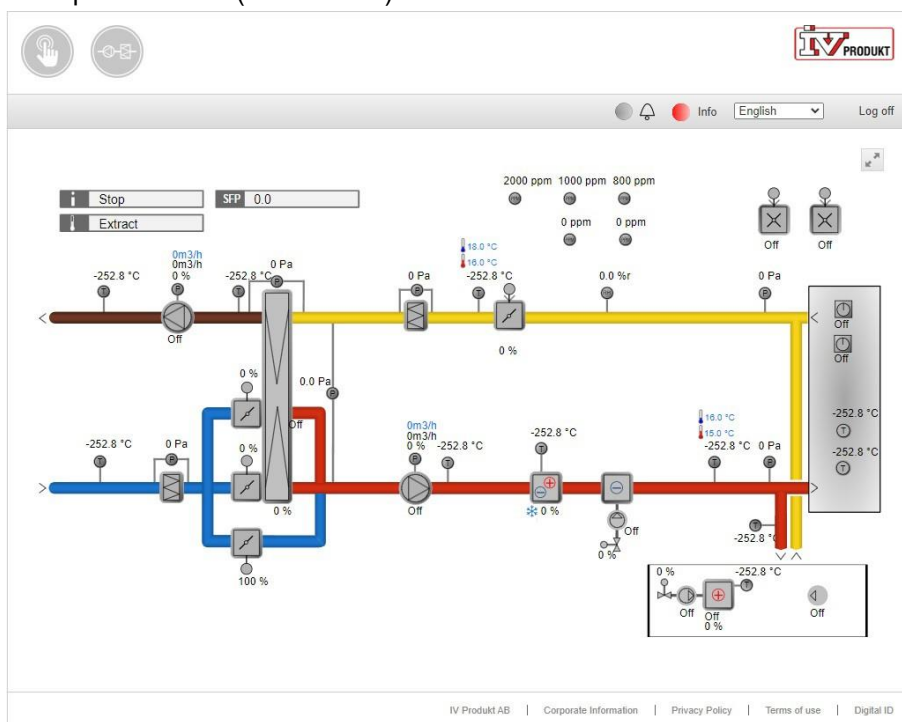 IV PRODUKT
Info
English
Log off
2000 ppm 1000 ppm 800 ppm
i Stop
SFP 0.0
Extract
0 ppm 0 ppm
Off Off
0m3/h
0m3/h
0 %
-252.8 °C
-252.8 °C
0 Pa
0 Pa
18.0 °C
16.0 °C
-252.8 °C
0.0 %r
0 Pa
T P T P P T P
Off
0 %
Off
Off
0 %
0.0 Pa
P
Off
0m3/h
0m3/h
0 %
-252.8 °C
-252.8 °C
16.0 °C
15.0 °C
-252.8 °C
0 Pa
-252.8 °C
T
-252.8 °C
T
-252.8 °C
0 Pa
0 %
T P P T T T P
0 %
Off
0 %
Off
0 %
T
-252.8 °C
100 %
0 %
-252.8 °C
T
Off
Off
0 %
Off
IV Produkt AB | Corporate Information | Privacy Policy | Terms of use | Digital ID